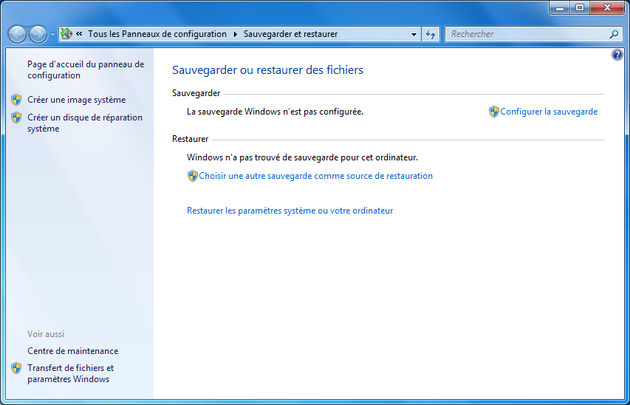 Tous les Panneaux de configuration
Sauvegarder et restaurer
Rechercher
Page d'accueil du panneau de
configuration
Créer une image système
Créer un disque de réparation
système
Voir aussi
Centre de maintenance
Transfert de fichiers et
paramètres Windows
Sauvegarder ou restaurer des fichiers
Sauvegarder
La sauvegarde Windows n'est pas configurée.
Configurer la sauvegarde
Restaurer
Windows n'a pas trouvé de sauvegarde pour cet ordinateur.
Choisir une autre sauvegarde comme source de restauration
Restaurer les paramètres système ou votre ordinateur